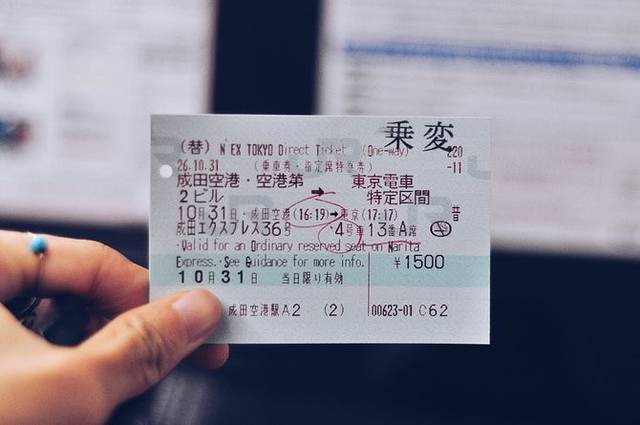 乗変
(替) N'EX TOKYO Direct Ticket (One-way) 220
26.10.31 (乗車券・指定席特急券) -11
成田空港・空港第2ビル ➡ 東京電車特定区間
10月31日・成田空港(16:19)➡東京(17:17)
成田エクスプレス36号 4号車13番A席
・Valid for an Ordinary reserved seat on Narita
Express.・See Guidance for more info. ¥1500
10月31日 当日限り有効
成田空港駅A2 (2) 00623-01 C62